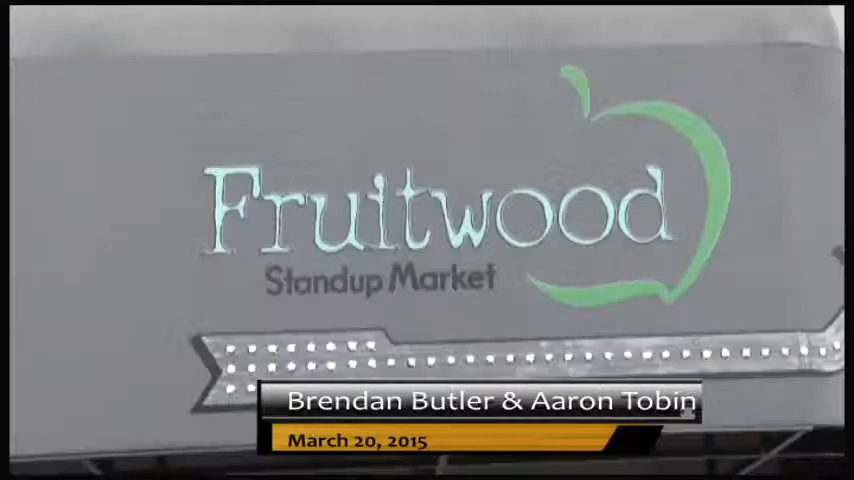 Fruitwood
Standup Market
Brendan Butler & Aaron Tobin
March 20, 2015